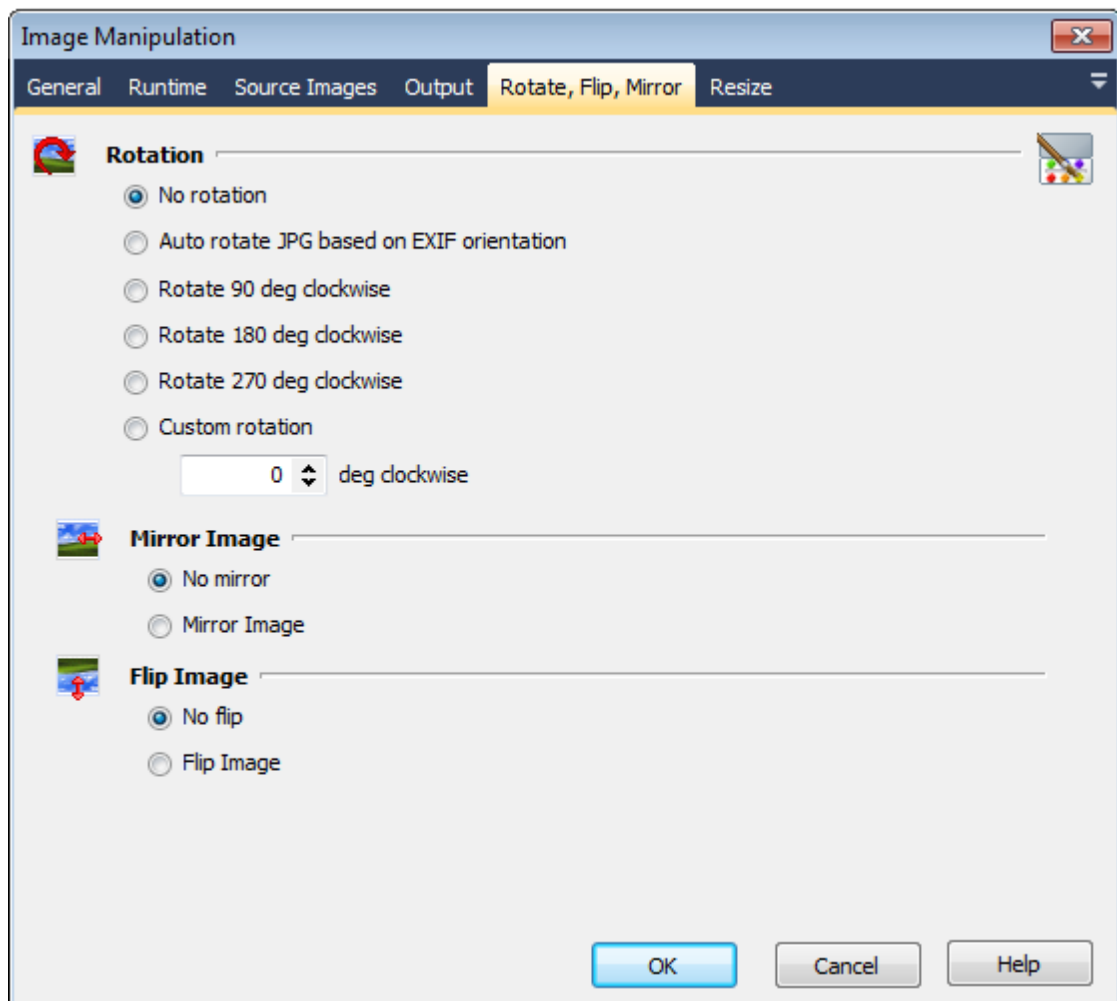 Image Manipulation
General Runtime Source Images Output Rotate, Flip, Mirror Resize
Rotation
No rotation
Auto rotate JPG based on EXIF orientation
Rotate 90 deg clockwise
Rotate 180 deg clockwise
Rotate 270 deg clockwise
Custom rotation
0 deg clockwise
Mirror Image
No mirror
Mirror Image
Flip Image
No flip
Flip Image
OK Cancel Help